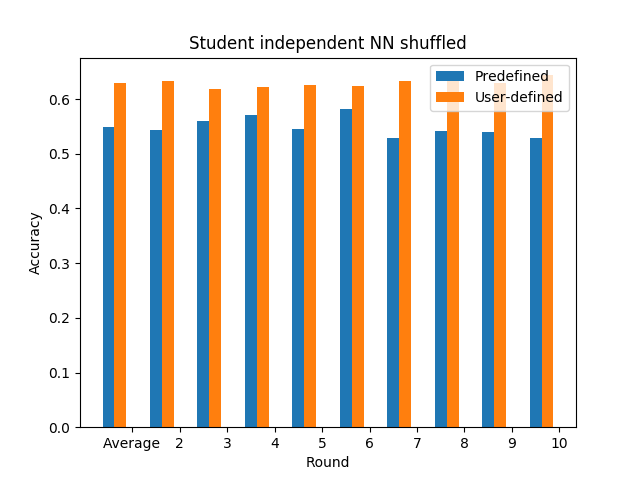 Student independent NN shuffled
Predefined
User-defined
0.6
0.5
0.4
0.3
0.2
0.1
0.0
Accuracy
Average 2 3 4 5 6 7 8 9 10
Round